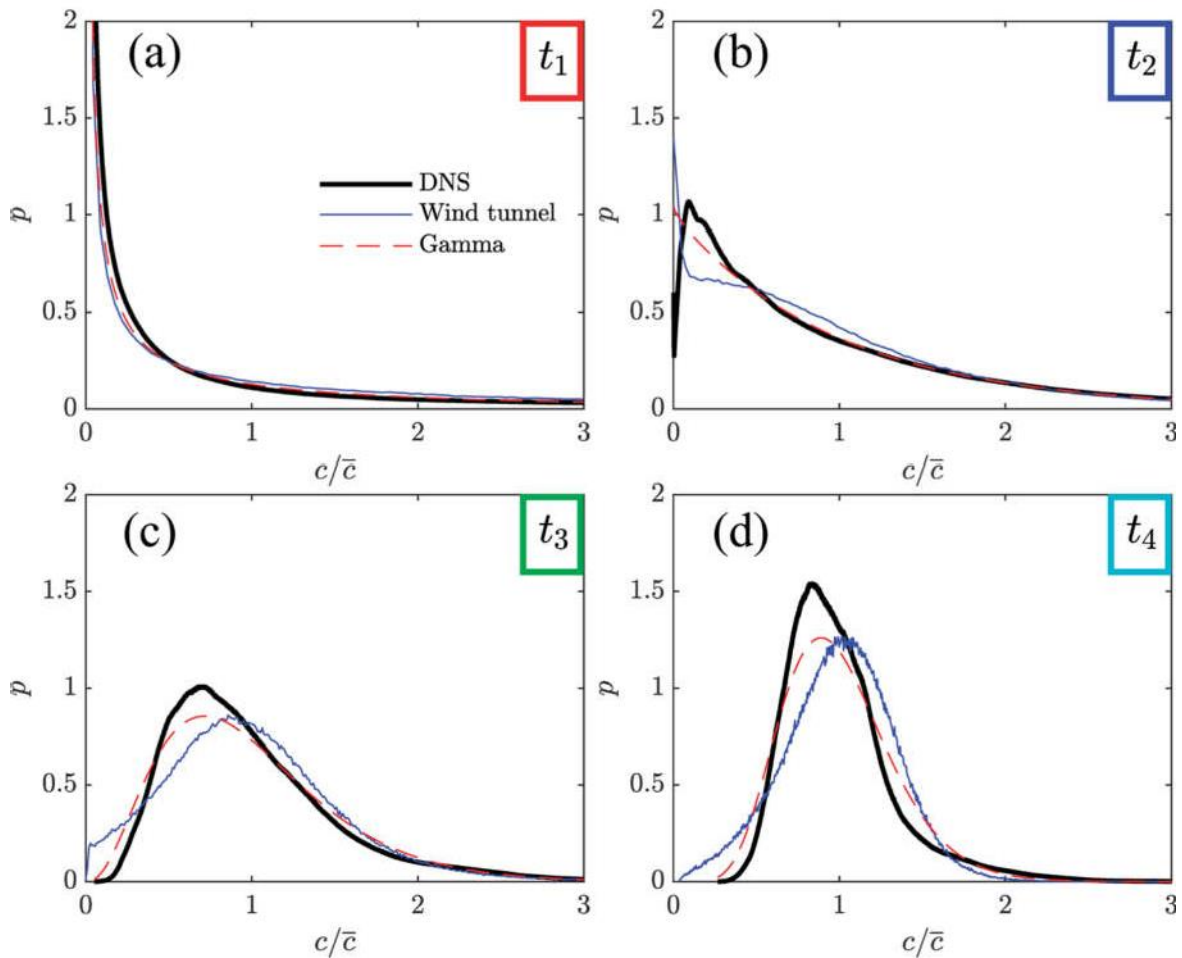 (a)
t₁
2
1.5
1
0.5
0
p
DNS
Wind tunnel
Gamma
0 1 2 3
c/c̅
(b)
t₂
2
1.5
1
0.5
0
p
0 1 2 3
c/c̅
(c)
t₃
2
1.5
1
0.5
0
p
0 1 2 3
c/c̅
(d)
t₄
2
1.5
1
0.5
0
p
0 1 2 3
c/c̅